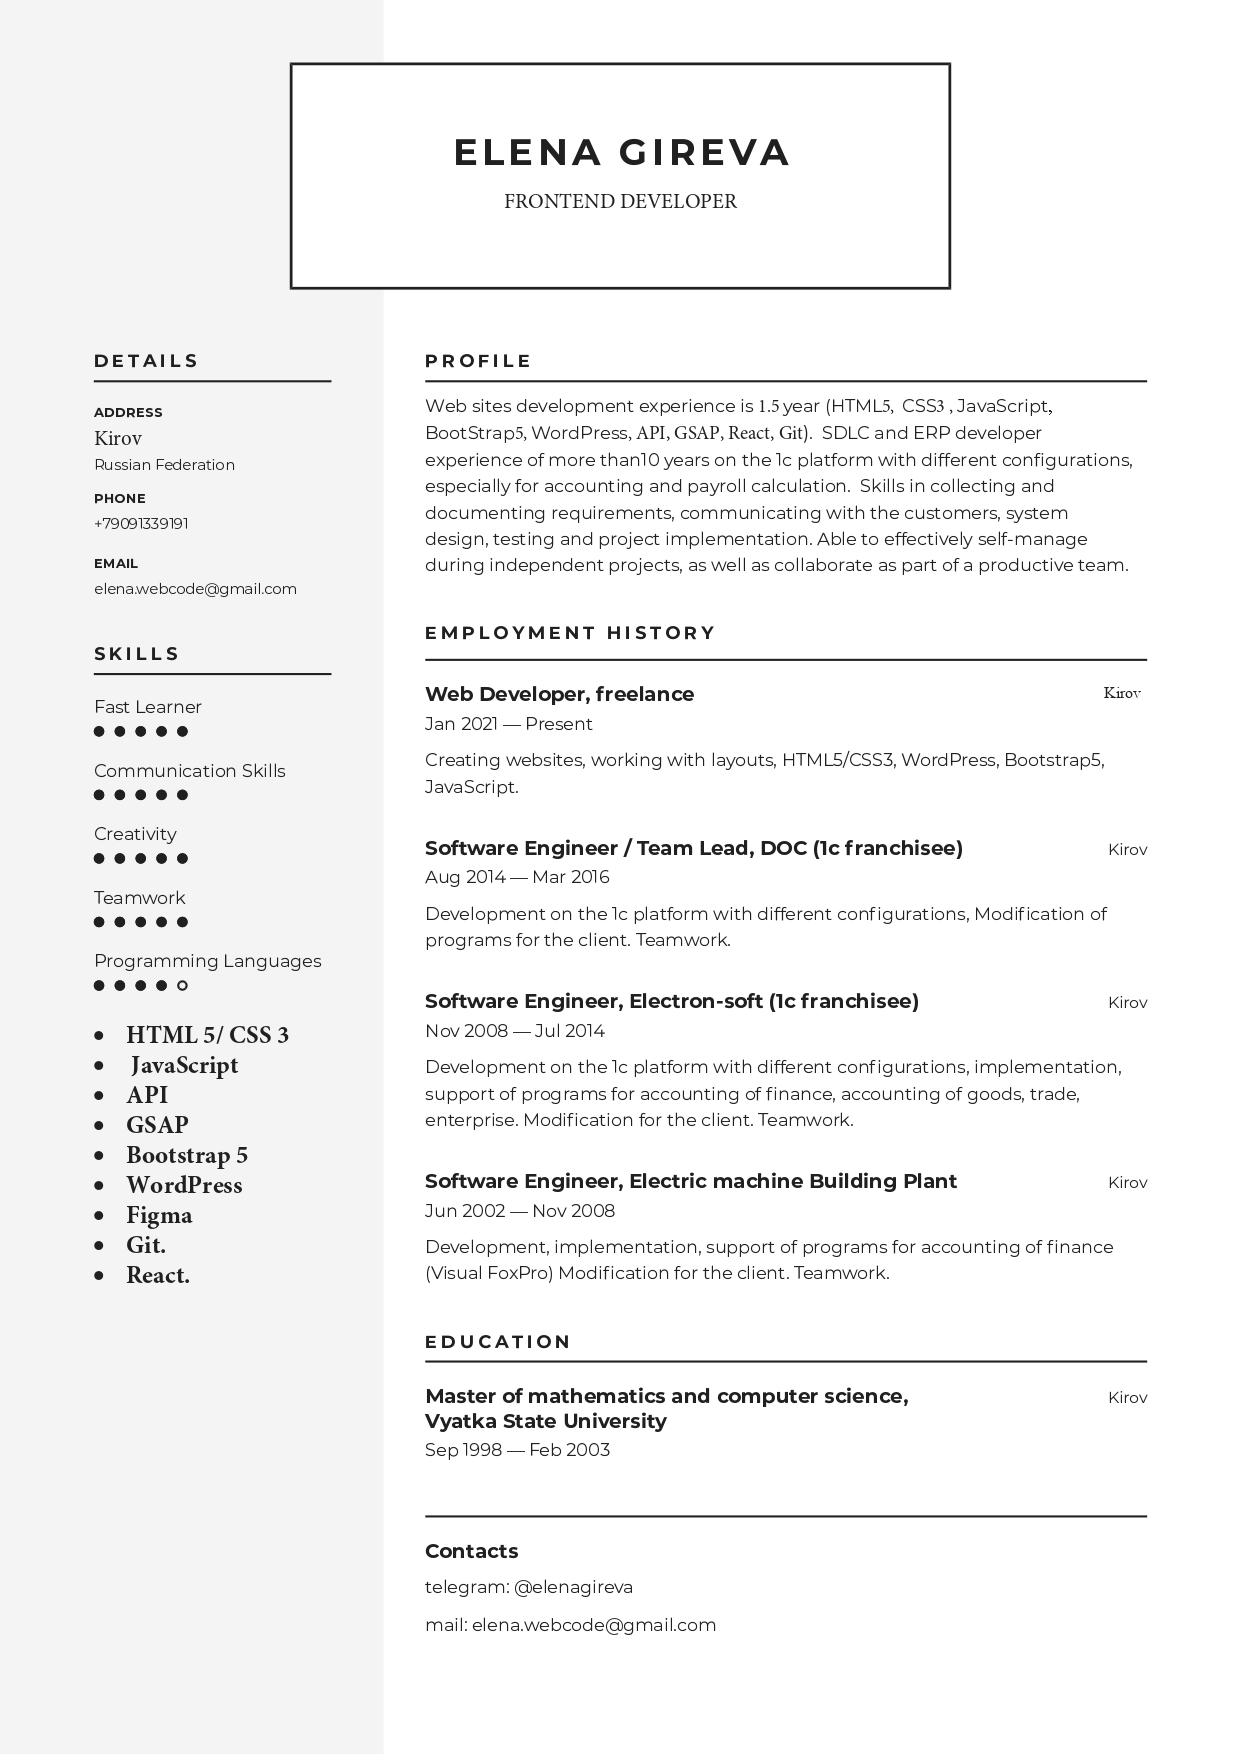 ELENA GIREVA
FRONTEND DEVELOPER
DETAILS
ADDRESS
Kirov
Russian Federation
PHONE
+79091339191
EMAIL
elena.webcode@gmail.com
SKILLS
Fast Learner
Communication Skills
Creativity
Teamwork
Programming Languages
• HTML 5/ CSS 3
• JavaScript
• API
• GSAP
• Bootstrap 5
• WordPress
• Figma
• Git.
• React.
PROFILE
Web sites development experience is 1.5 year (HTML5, CSS3 , JavaScript,
BootStrap5, WordPress, API, GSAP, React, Git). SDLC and ERP developer
experience of more than10 years on the 1c platform with different configurations,
especially for accounting and payroll calculation. Skills in collecting and
documenting requirements, communicating with the customers, system
design, testing and project implementation. Able to effectively self-manage
during independent projects, as well as collaborate as part of a productive team.
EMPLOYMENT HISTORY
Web Developer, freelance Kirov
Jan 2021 — Present
Creating websites, working with layouts, HTML5/CSS3, WordPress, Bootstrap5,
JavaScript.
Software Engineer / Team Lead, DOC (1c franchisee) Kirov
Aug 2014 — Mar 2016
Development on the 1c platform with different configurations, Modification of
programs for the client. Teamwork.
Software Engineer, Electron-soft (1c franchisee) Kirov
Nov 2008 — Jul 2014
Development on the 1c platform with different configurations, implementation,
support of programs for accounting of finance, accounting of goods, trade,
enterprise. Modification for the client. Teamwork.
Software Engineer, Electric machine Building Plant Kirov
Jun 2002 — Nov 2008
Development, implementation, support of programs for accounting of finance
(Visual FoxPro) Modification for the client. Teamwork.
EDUCATION
Master of mathematics and computer science, Kirov
Vyatka State University
Sep 1998 — Feb 2003
Contacts
telegram: @elenagireva
mail: elena.webcode@gmail.com